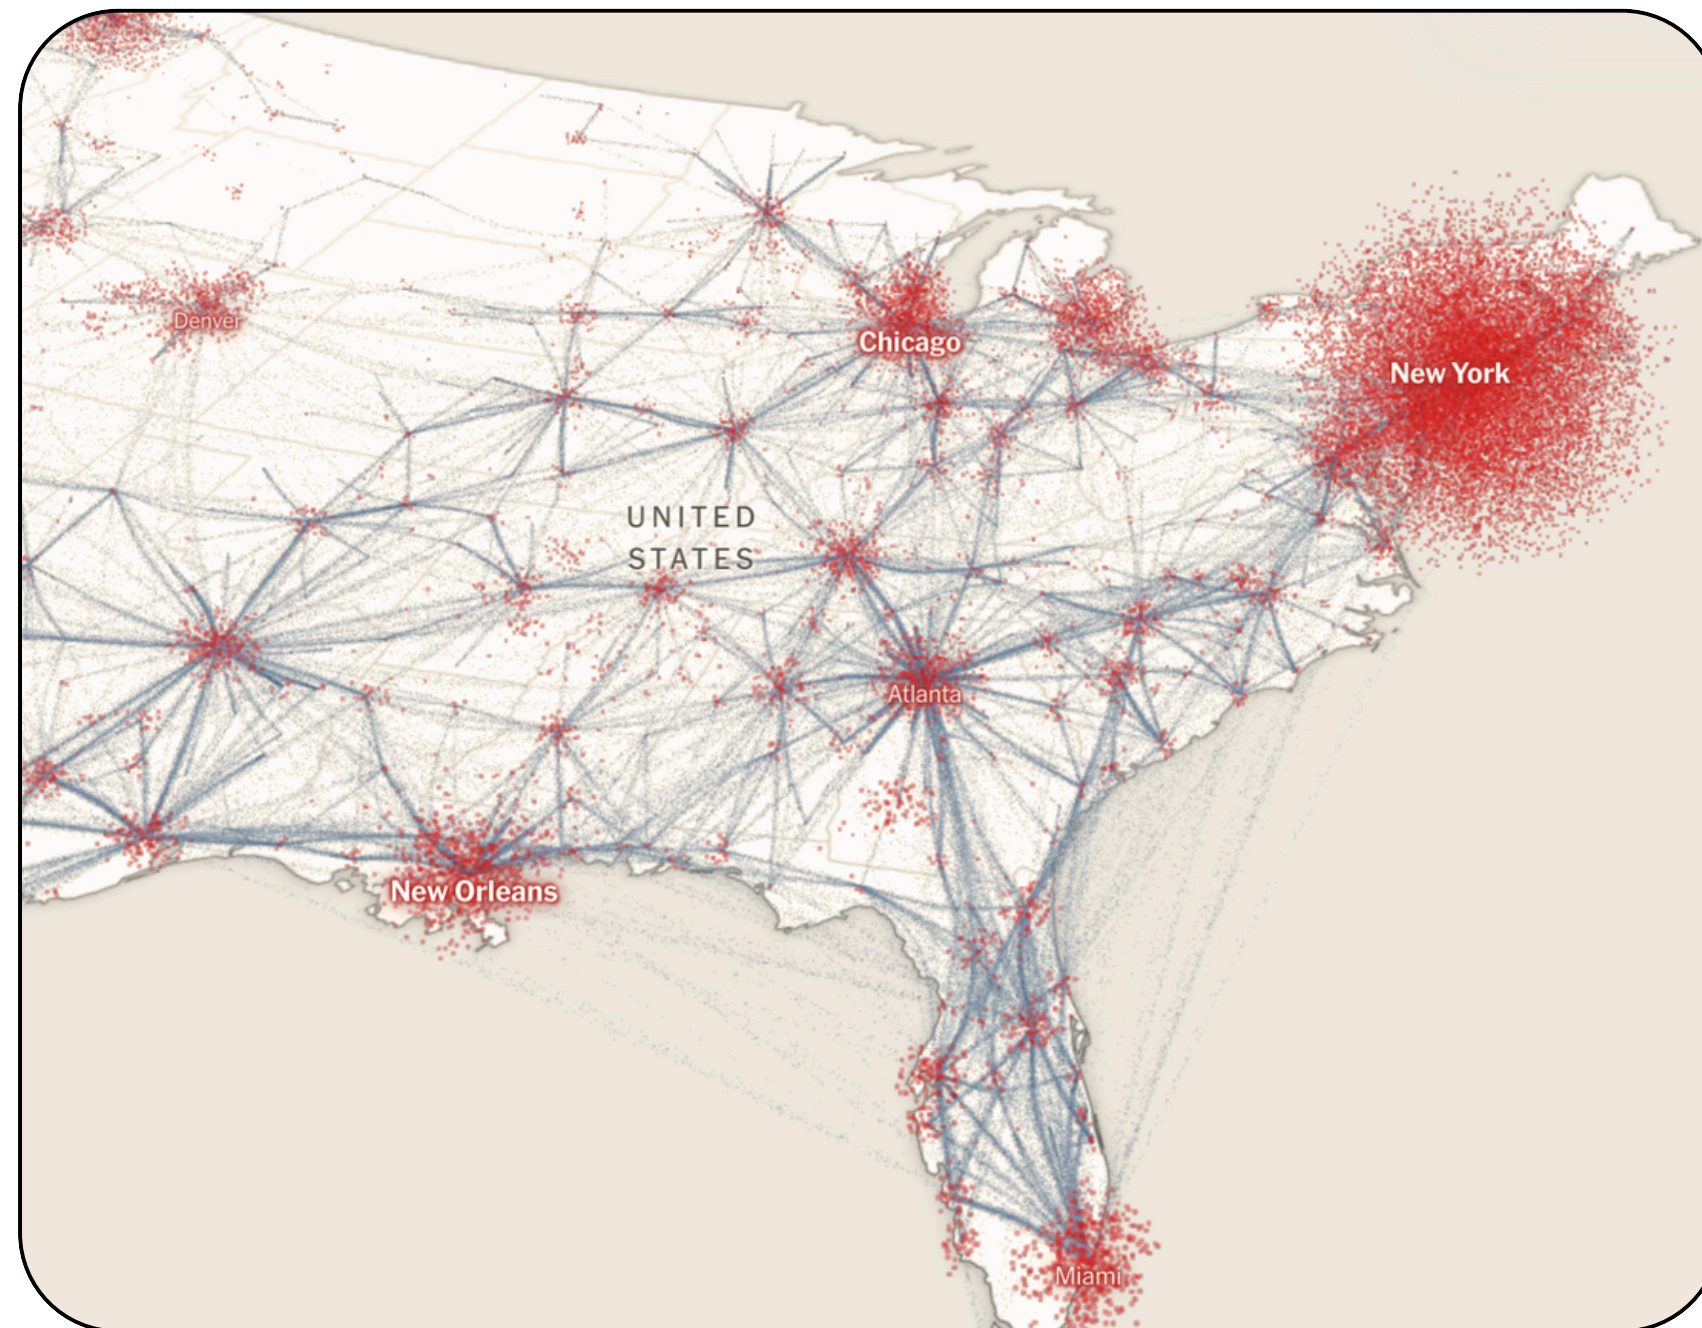 Denver
Chicago
New York
UNITED
STATES
Atlanta
New Orleans
Miami